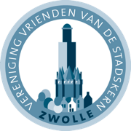 VERENIGING VRIENDEN VAN DE STADSKERN
ZWOLLE